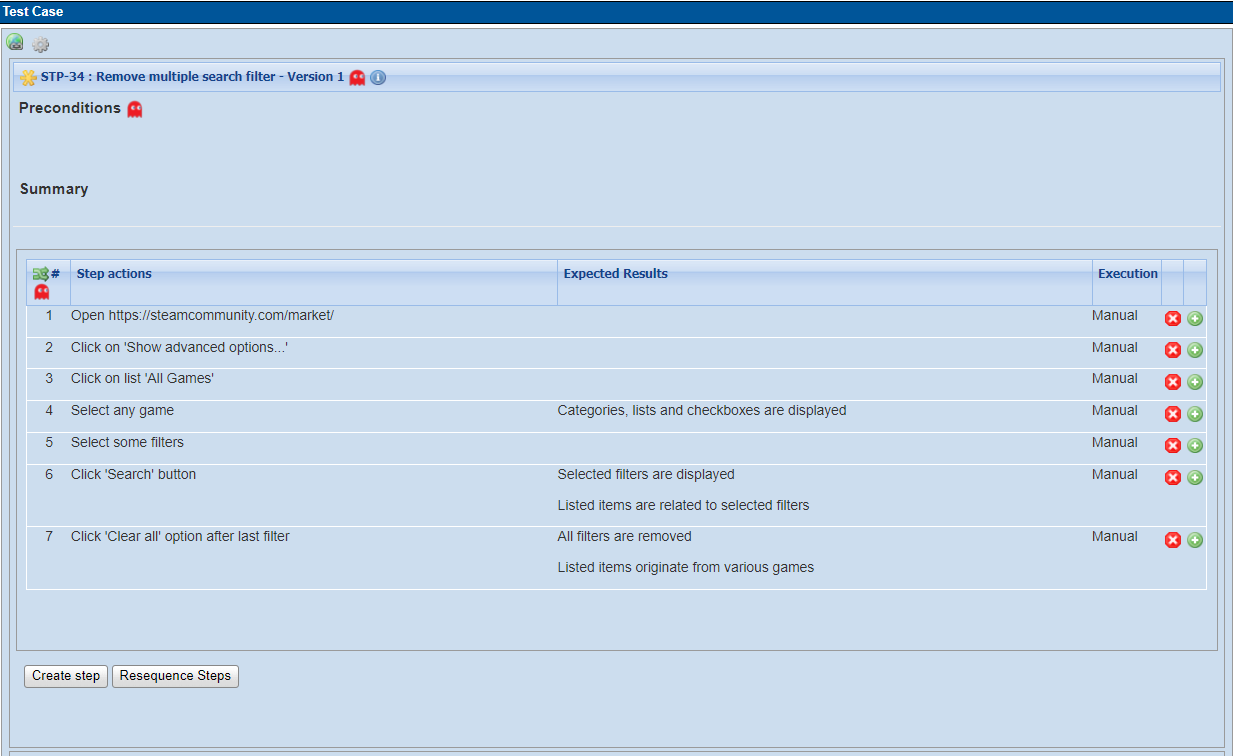 Test Case
STP-34 : Remove multiple search filter - Version 1
Preconditions
Summary
# Step actions Expected Results Execution
1 Open https://steamcommunity.com/market/ Manual
2 Click on 'Show advanced options...' Manual
3 Click on list 'All Games' Manual
4 Select any game Categories, lists and checkboxes are displayed Manual
5 Select some filters Manual
6 Click 'Search' button Selected filters are displayed Manual
Listed items are related to selected filters
7 Click 'Clear all' option after last filter All filters are removed Manual
Listed items originate from various games
Create step Resequence Steps